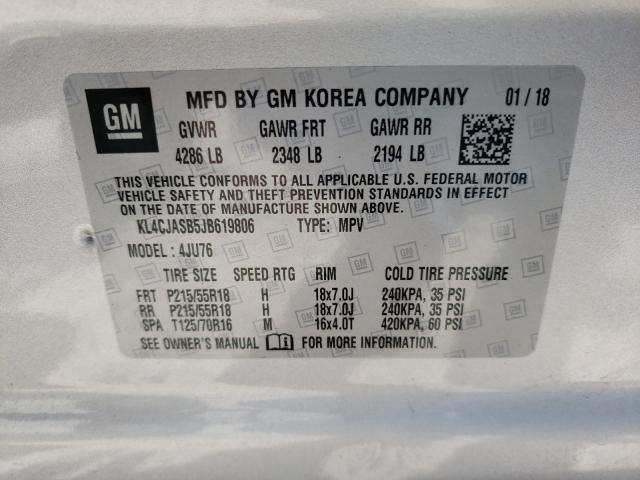 GM MFD BY GM KOREA COMPANY 01 / 18
GVWR GAWR FRT GAWR RR
4286 LB 2348 LB 2194 LB
THIS VEHICLE CONFORMS TO ALL APPLICABLE U.S. FEDERAL MOTOR
VEHICLE SAFETY AND THEFT PREVENTION STANDARDS IN EFFECT
ON THE DATE OF MANUFACTURE SHOWN ABOVE.
KL4CJASB5JB619806 TYPE: MPV
MODEL : 4JU76
TIRE SIZE SPEED RTG RIM COLD TIRE PRESSURE
FRT P215/55R18 H 18x7.0J 240KPA, 35 PSI
RR P215/55R18 H 18x7.0J 240KPA, 35 PSI
SPA T125/70R16 M 16x4.0T 420KPA, 60 PSI
SEE OWNER'S MANUAL FOR MORE INFORMATION.